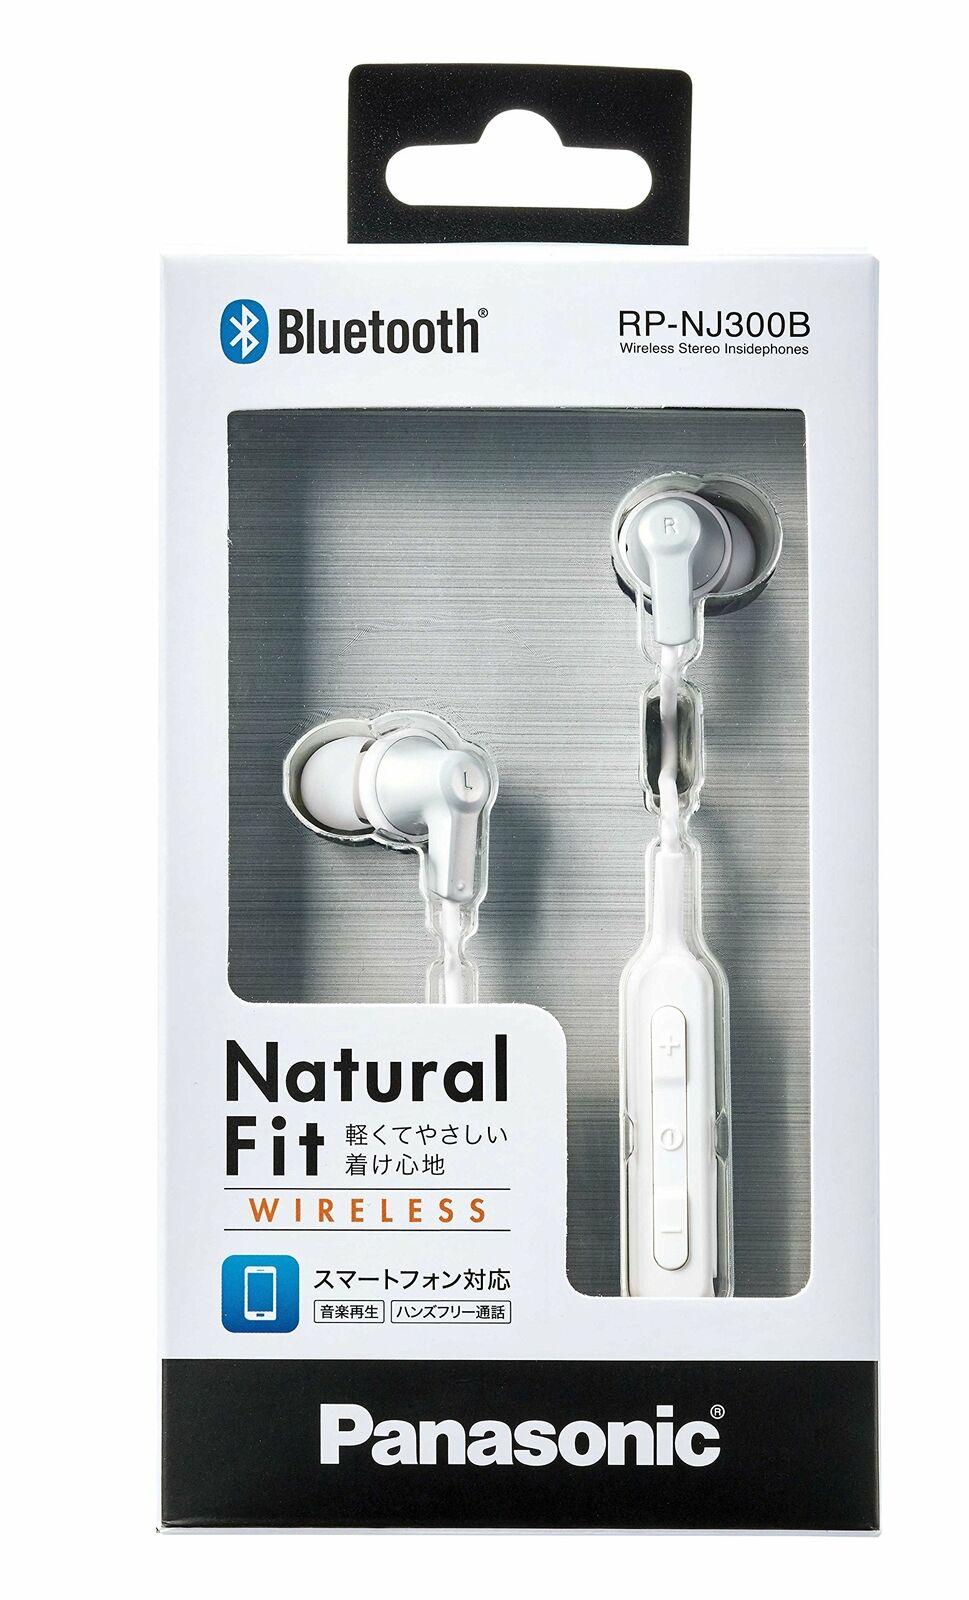 Bluetooth®
RP-NJ300B
Wireless Stereo Insidephones
R
L
+
−
Natural
Fit
軽くてやさしい
着け心地
WIRELESS
スマートフォン対応
音楽再生 ハンズフリー通話
Panasonic®